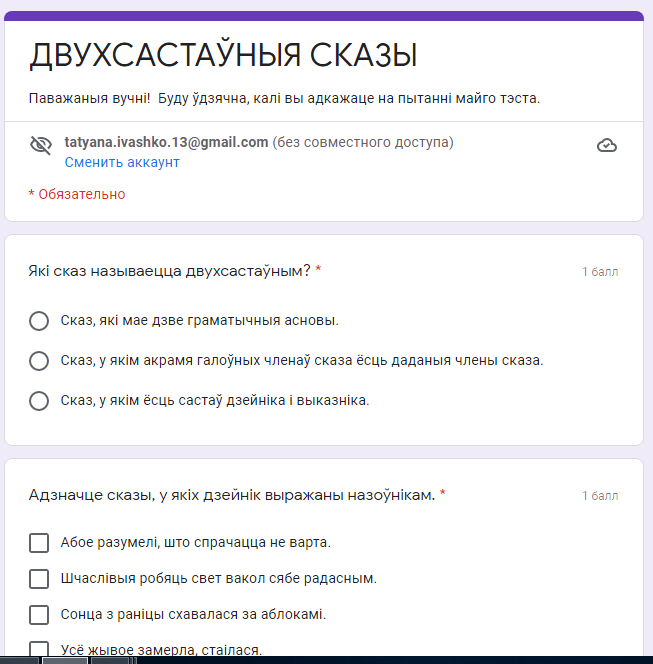 ДВУХСАСТАЎНЫЯ СКАЗЫ
Паважаныя вучні!  Буду ўдзячна, калі вы адкажаце на пытанні майго тэста.
tatyana.ivashko.13@gmail.com (без совместного доступа)
Сменить аккаунт
* Обязательно
Які сказ называецца двухсастаўным? *
1 балл
Сказ, які мае дзве граматычныя асновы.
Сказ, у якім акрамя галоўных членаў сказа ёсць даданыя члены сказа.
Сказ, у якім ёсць састаў дзейніка і выказніка.
Адзначце сказы, у якіх дзейнік выражаны назоўнікам. *
1 балл
Абое разумелі, што спрачацца не варта.
Шчаслівыя робяць свет вакол сябе радасным.
Сонца з раніцы схавалася за аблокамі.
Усё жывое замерла, стаілася.